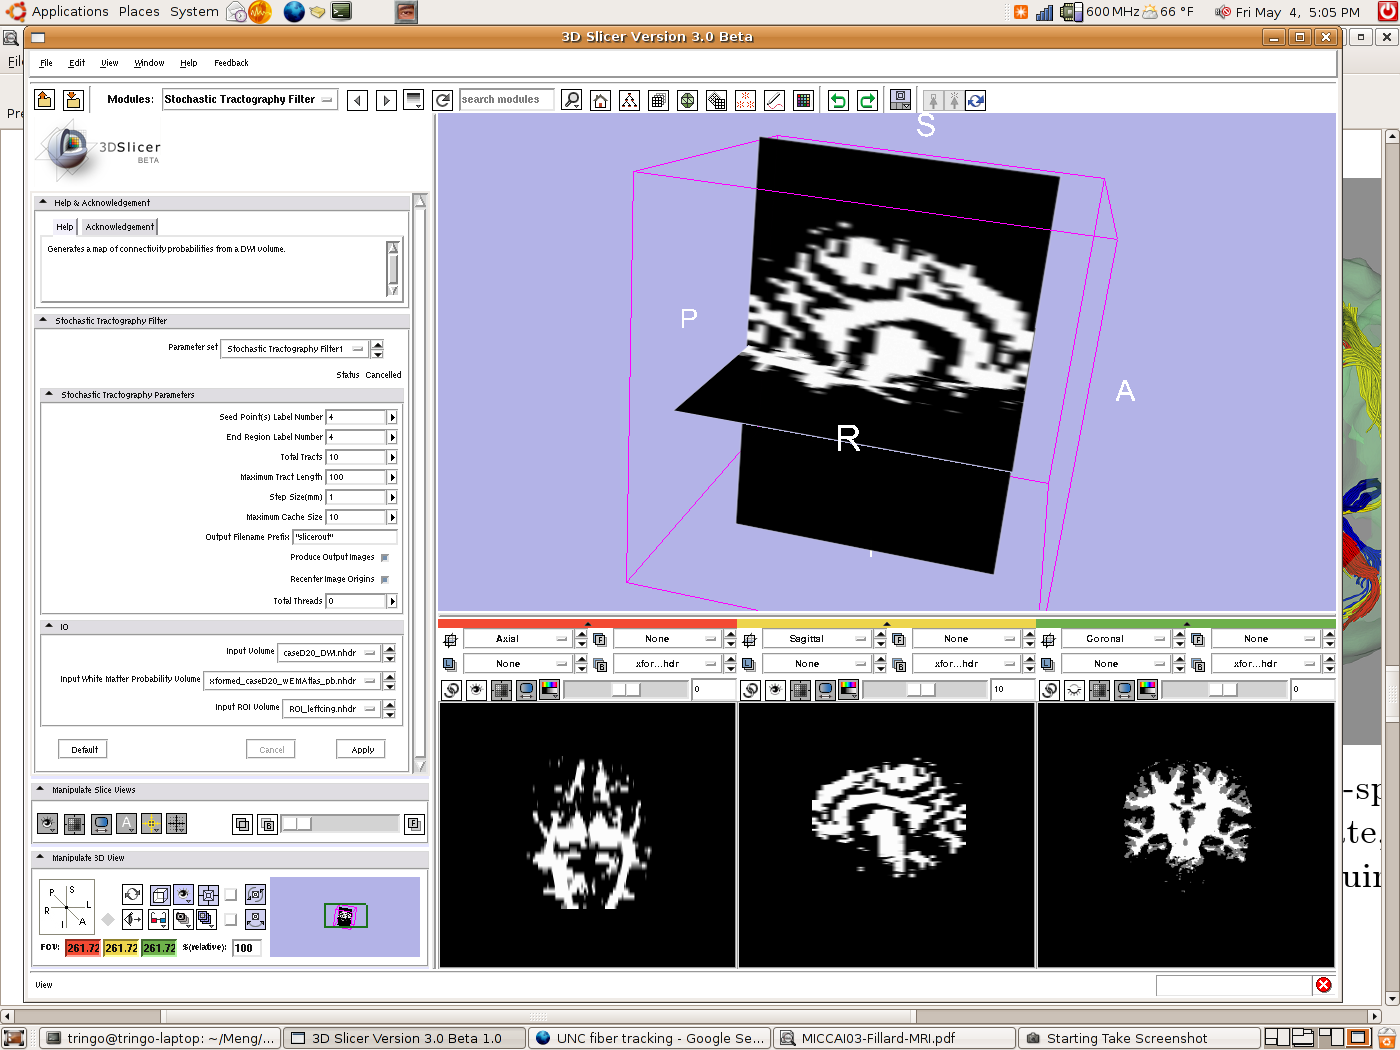 Applications Places System 600 MHz 66 °F Fri May 4, 5:05 PM
3D Slicer Version 3.0 Beta
File Edit View Window Help Feedback
Modules: Stochastic Tractography Filter search modules
3DSlicer
BETA
Help & Acknowledgement
Help Acknowledgement
Generates a map of connectivity probabilities from a DWI volume.
Stochastic Tractography Filter
Parameter set Stochastic Tractography Filter1
Status Cancelled
Stochastic Tractography Parameters
Seed Point(s) Label Number 4
End Region Label Number 4
Total Tracts 10
Maximum Tract Length 100
Step Size(mm) 1
Maximum Cache Size 10
Output Filename Prefix "slicerout"
Produce Output Images
Recenter Image Origins
Total Threads 0
IO
Input Volume caseD20_DWI.nhdr
Input White Matter Probability Volume xformed_caseD20_wEMAtlas_pb.nhdr
Input ROI Volume ROI_leftcing.nhdr
Default Cancel Apply
Manipulate Slice Views
A
Manipulate 3D View
P S
R L
I A
FOV: 261.72 261.72 261.72 %(relative): 100
S
P
A
R
Axial None Sagittal None Coronal None
None xfor...hdr None xfor...hdr None xfor...hdr
0 10 0
View
-sp
te,
uin
tringo@tringo-laptop: ~/Meng/... 3D Slicer Version 3.0 Beta 1.0 UNC fiber tracking - Google Se... MICCAI03-Fillard-MRI.pdf Starting Take Screenshot